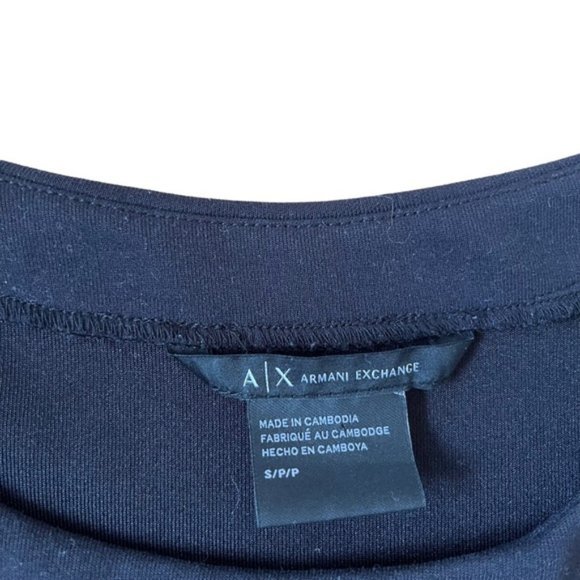 A|X ARMANI EXCHANGE
MADE IN CAMBODIA
FABRIQUÉ AU CAMBODGE
HECHO EN CAMBOYA
S/P/P